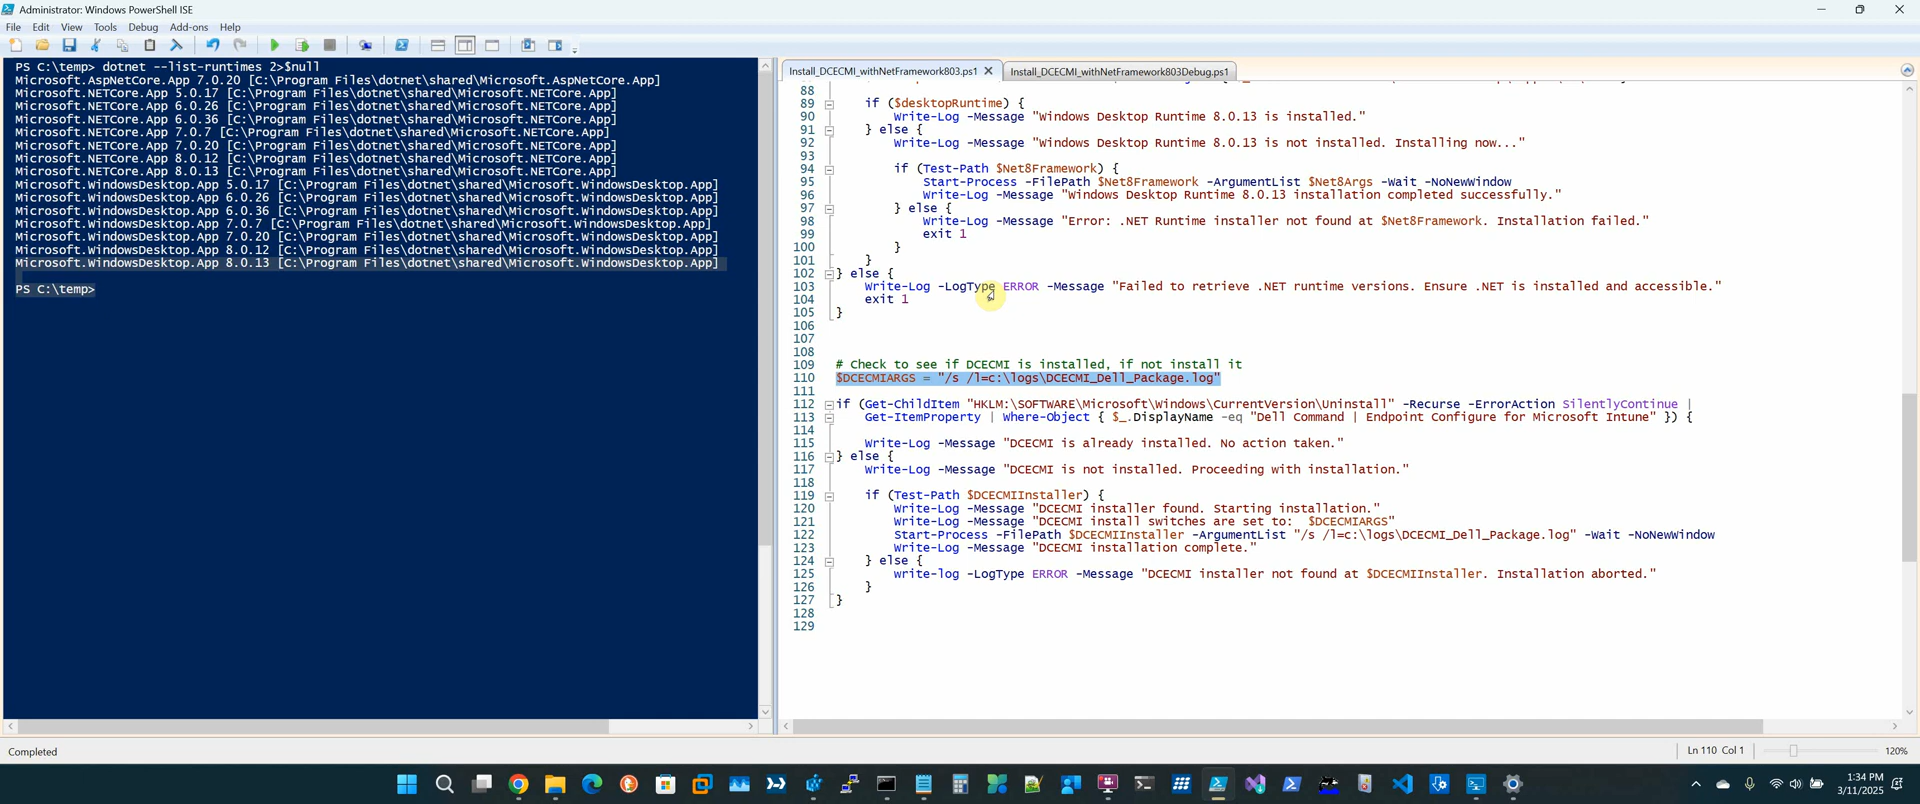 Administrator: Windows PowerShell ISE
File Edit View Tools Debug Add-ons Help
PS C:\temp> dotnet --list-runtimes 2>$null
Microsoft.AspNetCore.App 7.0.20 [C:\Program Files\dotnet\shared\Microsoft.AspNetCore.App]
Microsoft.NETCore.App 5.0.17 [C:\Program Files\dotnet\shared\Microsoft.NETCore.App]
Microsoft.NETCore.App 6.0.26 [C:\Program Files\dotnet\shared\Microsoft.NETCore.App]
Microsoft.NETCore.App 6.0.36 [C:\Program Files\dotnet\shared\Microsoft.NETCore.App]
Microsoft.NETCore.App 7.0.7 [C:\Program Files\dotnet\shared\Microsoft.NETCore.App]
Microsoft.NETCore.App 7.0.20 [C:\Program Files\dotnet\shared\Microsoft.NETCore.App]
Microsoft.NETCore.App 8.0.12 [C:\Program Files\dotnet\shared\Microsoft.NETCore.App]
Microsoft.NETCore.App 8.0.13 [C:\Program Files\dotnet\shared\Microsoft.NETCore.App]
Microsoft.WindowsDesktop.App 5.0.17 [C:\Program Files\dotnet\shared\Microsoft.WindowsDesktop.App]
Microsoft.WindowsDesktop.App 6.0.26 [C:\Program Files\dotnet\shared\Microsoft.WindowsDesktop.App]
Microsoft.WindowsDesktop.App 6.0.36 [C:\Program Files\dotnet\shared\Microsoft.WindowsDesktop.App]
Microsoft.WindowsDesktop.App 7.0.7 [C:\Program Files\dotnet\shared\Microsoft.WindowsDesktop.App]
Microsoft.WindowsDesktop.App 7.0.20 [C:\Program Files\dotnet\shared\Microsoft.WindowsDesktop.App]
Microsoft.WindowsDesktop.App 8.0.12 [C:\Program Files\dotnet\shared\Microsoft.WindowsDesktop.App]
Microsoft.WindowsDesktop.App 8.0.13 [C:\Program Files\dotnet\shared\Microsoft.WindowsDesktop.App]
PS C:\temp>
Install_DCECMI_withNetFramework803.ps1 Install_DCECMI_withNetFramework803Debug.ps1
88
89 if ($desktopRuntime) {
90 Write-Log -Message "Windows Desktop Runtime 8.0.13 is installed."
91 } else {
92 Write-Log -Message "Windows Desktop Runtime 8.0.13 is not installed. Installing now..."
93
94 if (Test-Path $Net8Framework) {
95 Start-Process -FilePath $Net8Framework -ArgumentList $Net8Args -Wait -NoNewWindow
96 Write-Log -Message "Windows Desktop Runtime 8.0.13 installation completed successfully."
97 } else {
98 Write-Log -Message "Error: .NET Runtime installer not found at $Net8Framework. Installation failed."
99 exit 1
100 }
101 }
102 } else {
103 Write-Log -LogType ERROR -Message "Failed to retrieve .NET runtime versions. Ensure .NET is installed and accessible."
104 exit 1
105 }
106
107
108
109 # Check to see if DCECMI is installed, if not install it
110 $DCECMIARGS = "/s /l=c:\logs\DCECMI_Dell_Package.log"
111
112 if (Get-ChildItem "HKLM:\SOFTWARE\Microsoft\Windows\CurrentVersion\Uninstall" -Recurse -ErrorAction SilentlyContinue |
113 Get-ItemProperty | Where-Object { $_.DisplayName -eq "Dell Command | Endpoint Configure for Microsoft Intune" }) {
114
115 Write-Log -Message "DCECMI is already installed. No action taken."
116 } else {
117 Write-Log -Message "DCECMI is not installed. Proceeding with installation."
118
119 if (Test-Path $DCECMIInstaller) {
120 Write-Log -Message "DCECMI installer found. Starting installation."
121 Write-Log -Message "DCECMI install switches are set to:  $DCECMIARGS"
122 Start-Process -FilePath $DCECMIInstaller -ArgumentList "/s /l=c:\logs\DCECMI_Dell_Package.log" -Wait -NoNewWindow
123 Write-Log -Message "DCECMI installation complete."
124 } else {
125 write-log -LogType ERROR -Message "DCECMI installer not found at $DCECMIInstaller. Installation aborted."
126 }
127 }
128
129
Completed
Ln 110 Col 1
120%
1:34 PM
3/11/2025